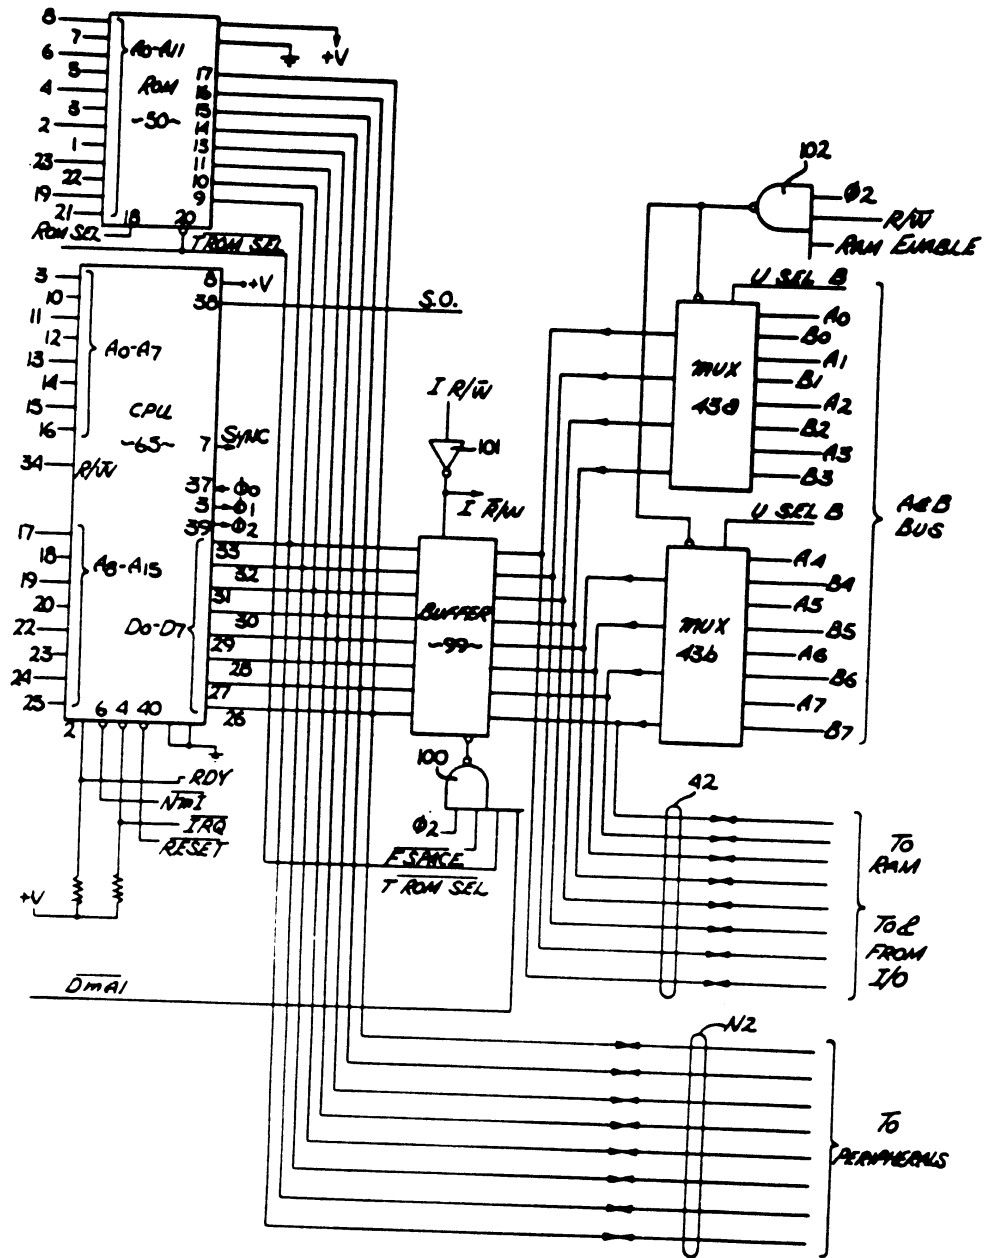 8
7
6
5
4
3
2
1
23
22
19
21
A0-A11
ROM
~50~
17
16
15
14
13
11
10
9
18
20
+V
ROM SEL
T ROM SEL
3
10
11
12
13
14
15
16
34
17
18
19
20
22
23
24
25
A0-A7
CPU
~65~
R/W̅
A8-A15
D0-D7
8
+V
38
S.O.
7
SYNC
37
ϕ0
3
ϕ1
39
ϕ2
33
32
31
30
29
28
27
26
2
6
4
40
RDY
NMI
IRQ
RESET
+V
DMA1
I R/W̅
101
I R̅/W
BUFFER
~99~
100
ϕ2
FSPACE
T ROM SEL
102
ϕ2
R/W̅
RAM ENABLE
U SEL B
MUX
43a
A0
B0
A1
B1
A2
B2
A3
B3
U SEL B
MUX
43b
A4
B4
A5
B5
A6
B6
A7
B7
A&B
BUS
42
TO
RAM
TO &
FROM
I/O
N2
TO
PERIPHERALS